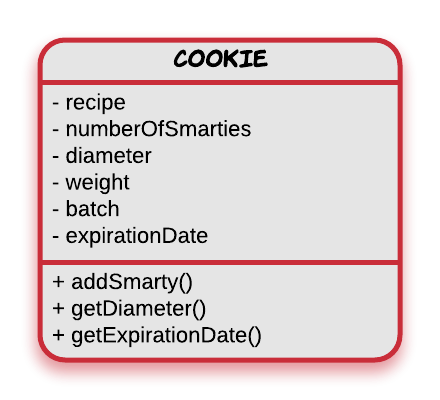 COOKIE
- recipe
- numberOfSmarties
- diameter
- weight
- batch
- expirationDate
+ addSmarty()
+ getDiameter()
+ getExpirationDate()